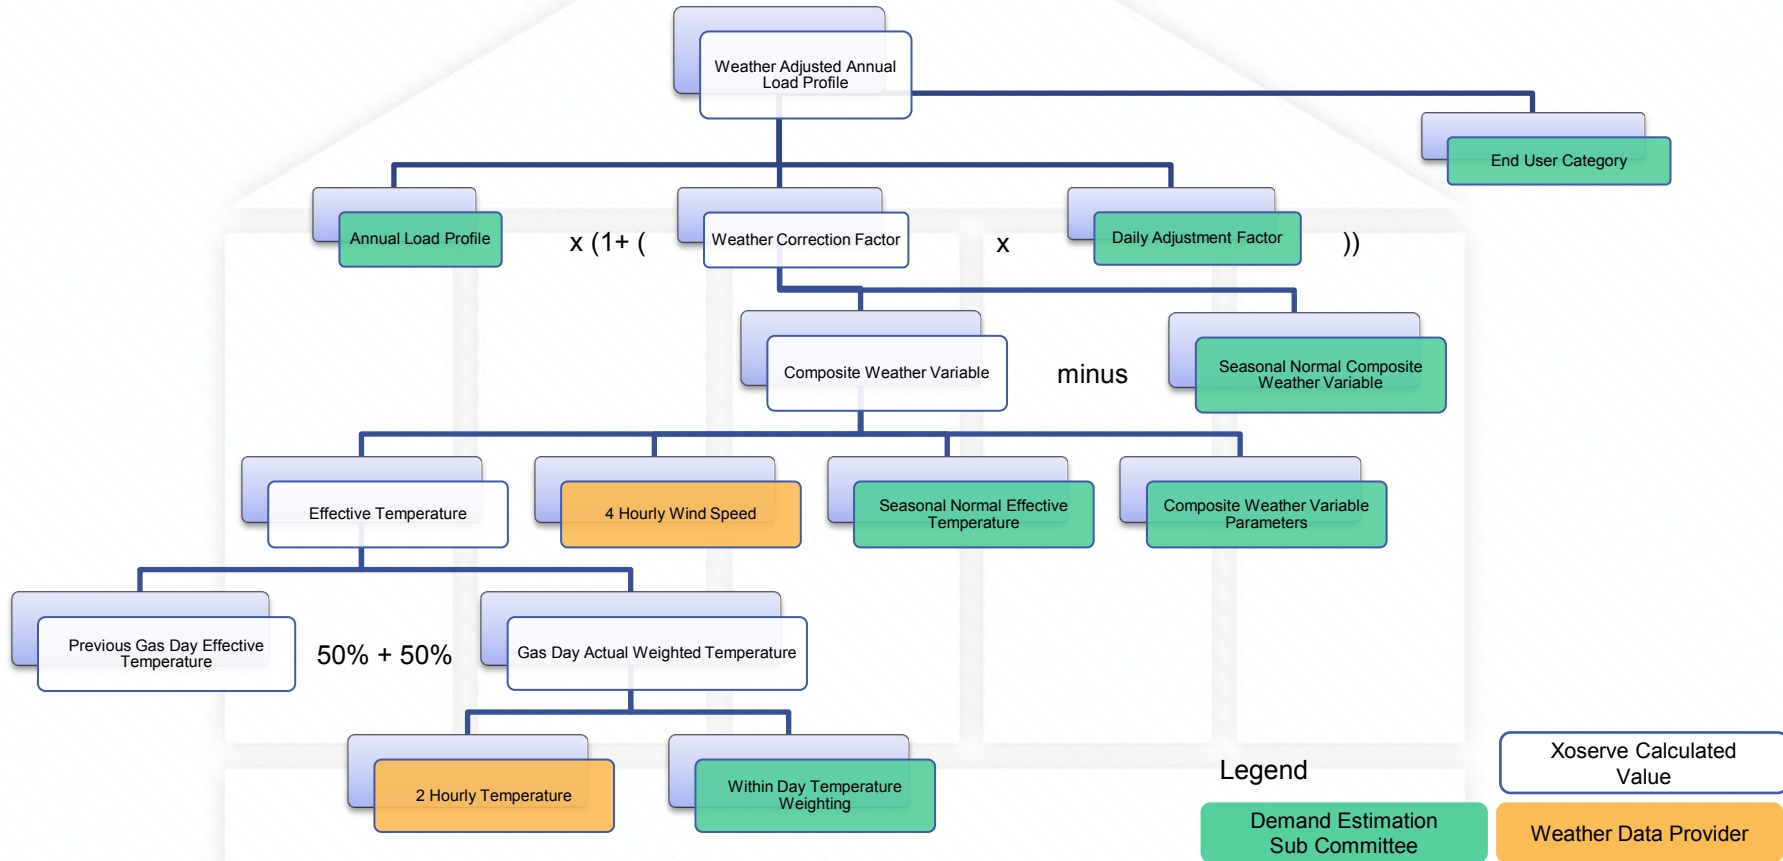 Weather Adjusted Annual
Load Profile
End User Category
Annual Load Profile
x (1+ (
Weather Correction Factor
x
Daily Adjustment Factor
))
Composite Weather Variable
minus
Seasonal Normal Composite
Weather Variable
Effective Temperature
4 Hourly Wind Speed
Seasonal Normal Effective
Temperature
Composite Weather Variable
Parameters
Previous Gas Day Effective
Temperature
50% + 50%
Gas Day Actual Weighted Temperature
2 Hourly Temperature
Within Day Temperature
Weighting
Legend
Xoserve Calculated
Value
Demand Estimation
Sub Committee
Weather Data Provider